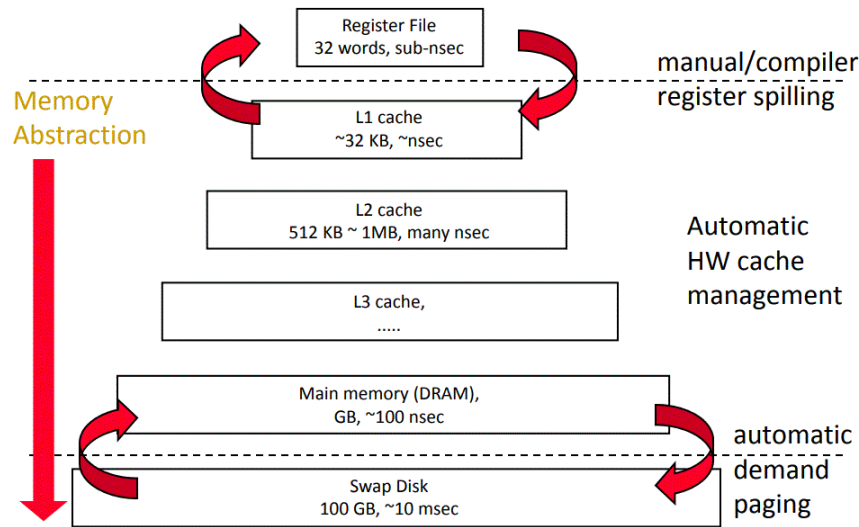 Register File
32 words, sub-nsec
manual/compiler
register spilling
Memory
Abstraction
L1 cache
~32 KB, ~nsec
L2 cache
512 KB ~ 1MB, many nsec
Automatic
HW cache
management
L3 cache,
.....
Main memory (DRAM),
GB, ~100 nsec
automatic
demand
paging
Swap Disk
100 GB, ~10 msec